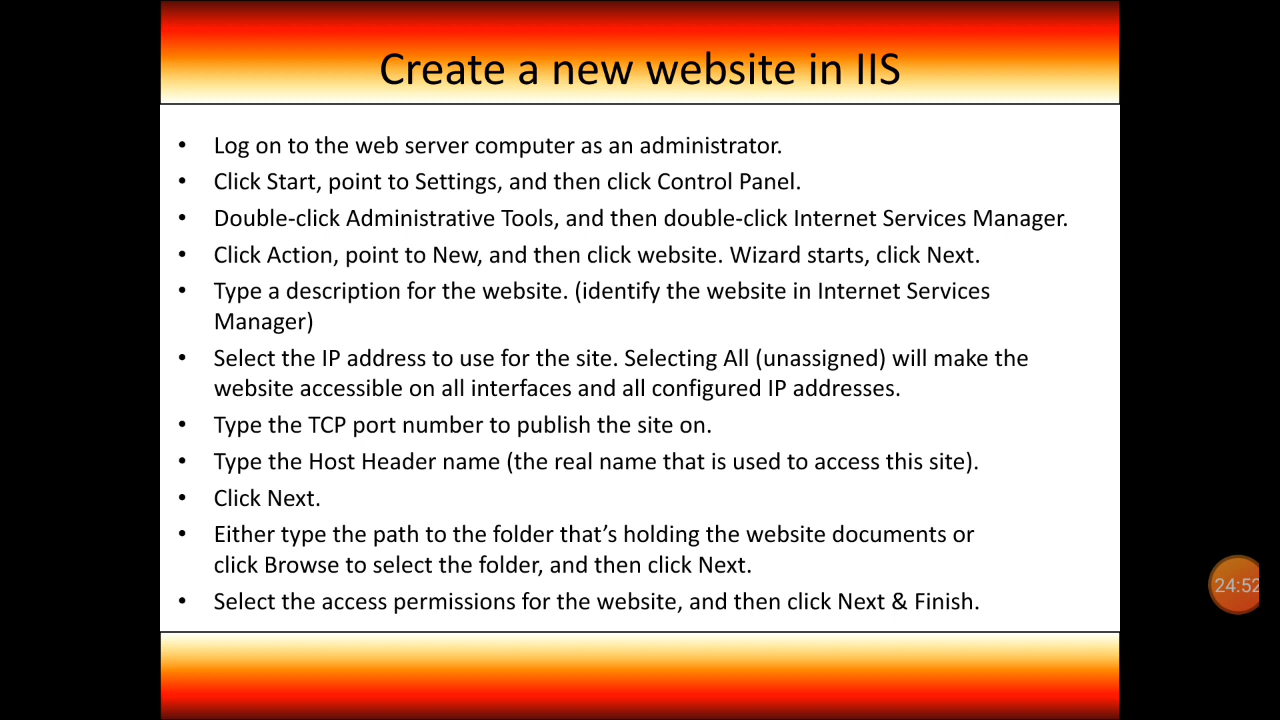 Create a new website in IIS
• Log on to the web server computer as an administrator.
• Click Start, point to Settings, and then click Control Panel.
• Double-click Administrative Tools, and then double-click Internet Services Manager.
• Click Action, point to New, and then click website. Wizard starts, click Next.
• Type a description for the website. (identify the website in Internet Services
Manager)
• Select the IP address to use for the site. Selecting All (unassigned) will make the
website accessible on all interfaces and all configured IP addresses.
• Type the TCP port number to publish the site on.
• Type the Host Header name (the real name that is used to access this site).
• Click Next.
• Either type the path to the folder that’s holding the website documents or
click Browse to select the folder, and then click Next.
• Select the access permissions for the website, and then click Next & Finish.
24:52